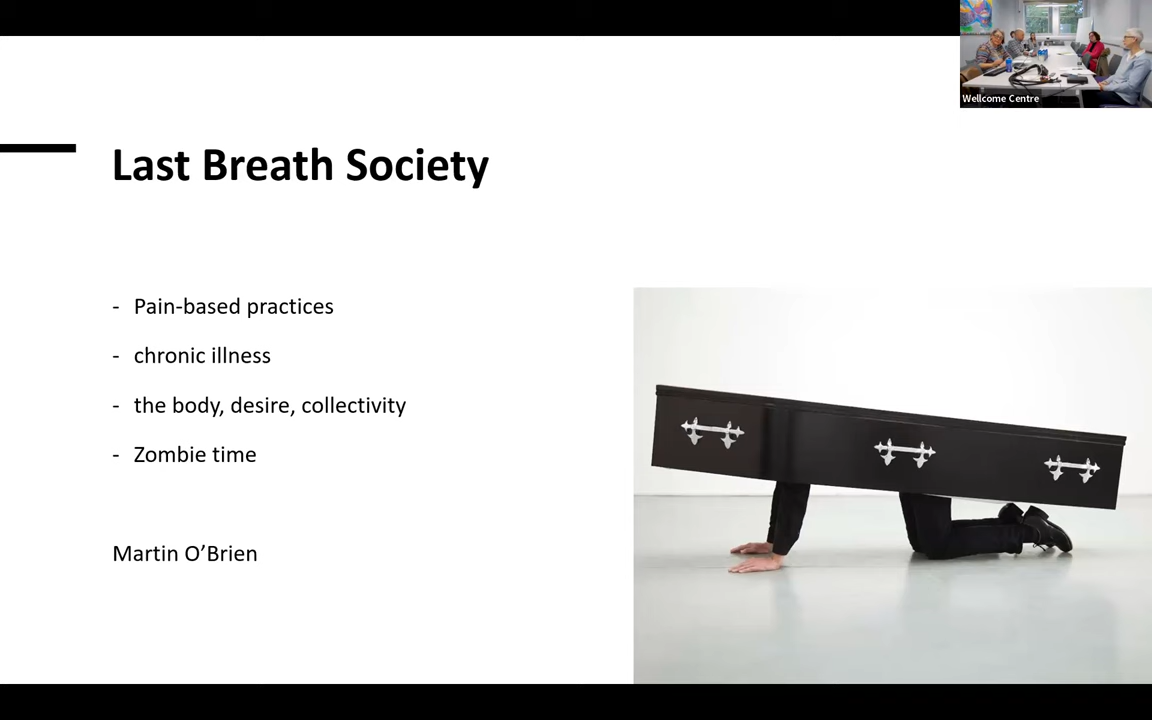 Wellcome Centre
Last Breath Society
- Pain-based practices
- chronic illness
- the body, desire, collectivity
- Zombie time
Martin O’Brien